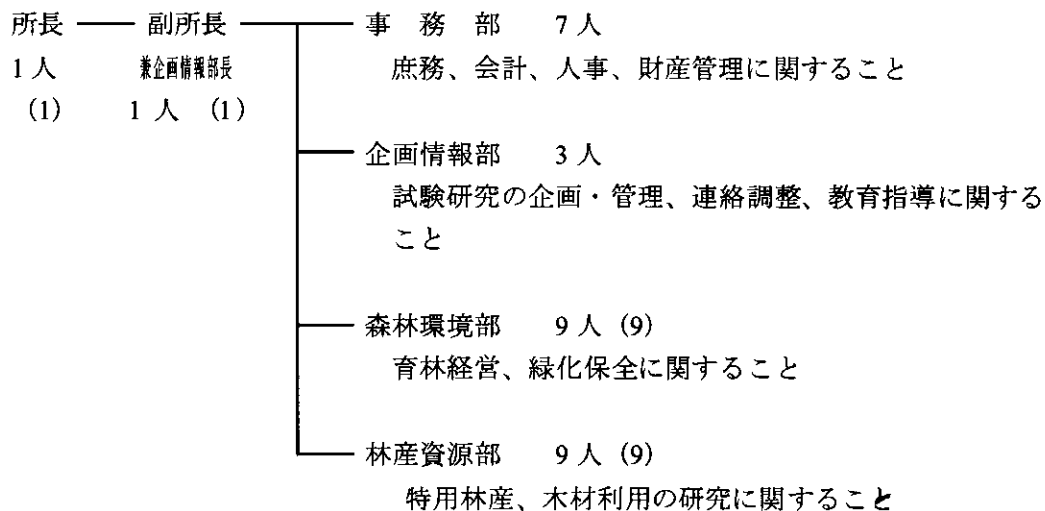 所長 副所長 事務部 7人
1人 兼企画情報部長 庶務、会計、人事、財産管理に関すること
(1) 1人 (1)
企画情報部 3人
試験研究の企画・管理、連絡調整、教育指導に関する
こと
森林環境部 9人 (9)
育林経営、緑化保全に関すること
林産資源部 9人 (9)
特用林産、木材利用の研究に関すること